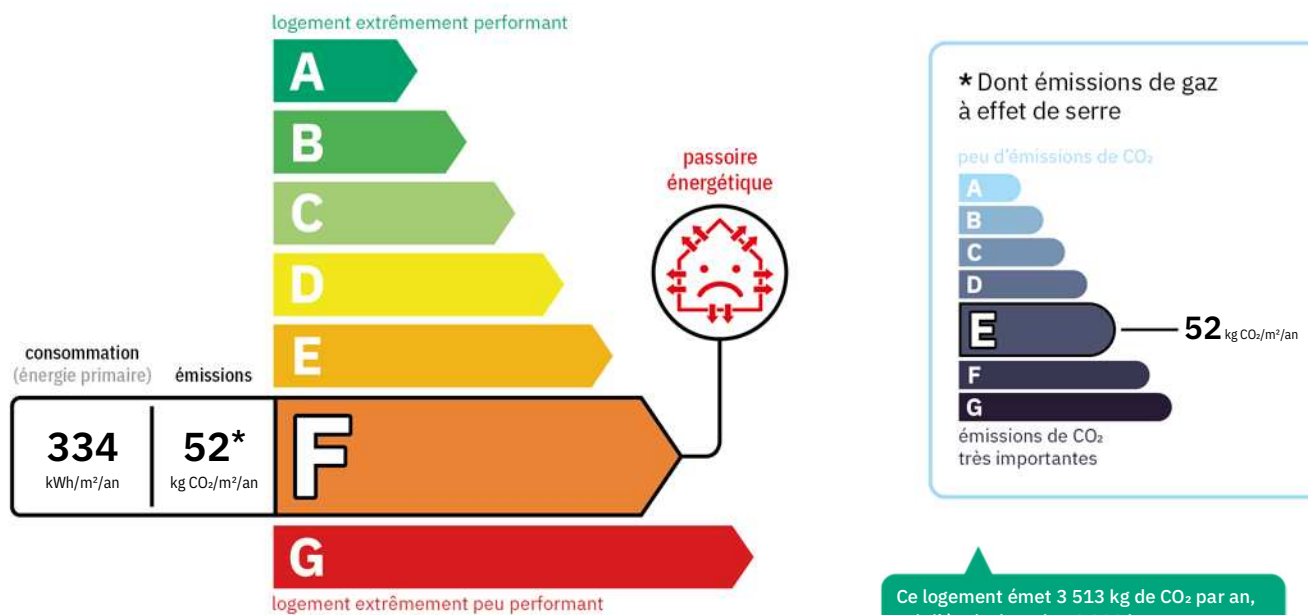 logement extrêmement performant
A
B
C
D
E
passoire
énergétique
consommation
(énergie primaire)
émissions
334
kWh/m²/an
52*
kg CO₂/m²/an
F
G
logement extrêmement peu performant
* Dont émissions de gaz
à effet de serre
peu d'émissions de CO₂
A
B
C
D
E
52 kg CO₂/m²/an
F
G
émissions de CO₂
très importantes
Ce logement émet 3 513 kg de CO₂ par an,